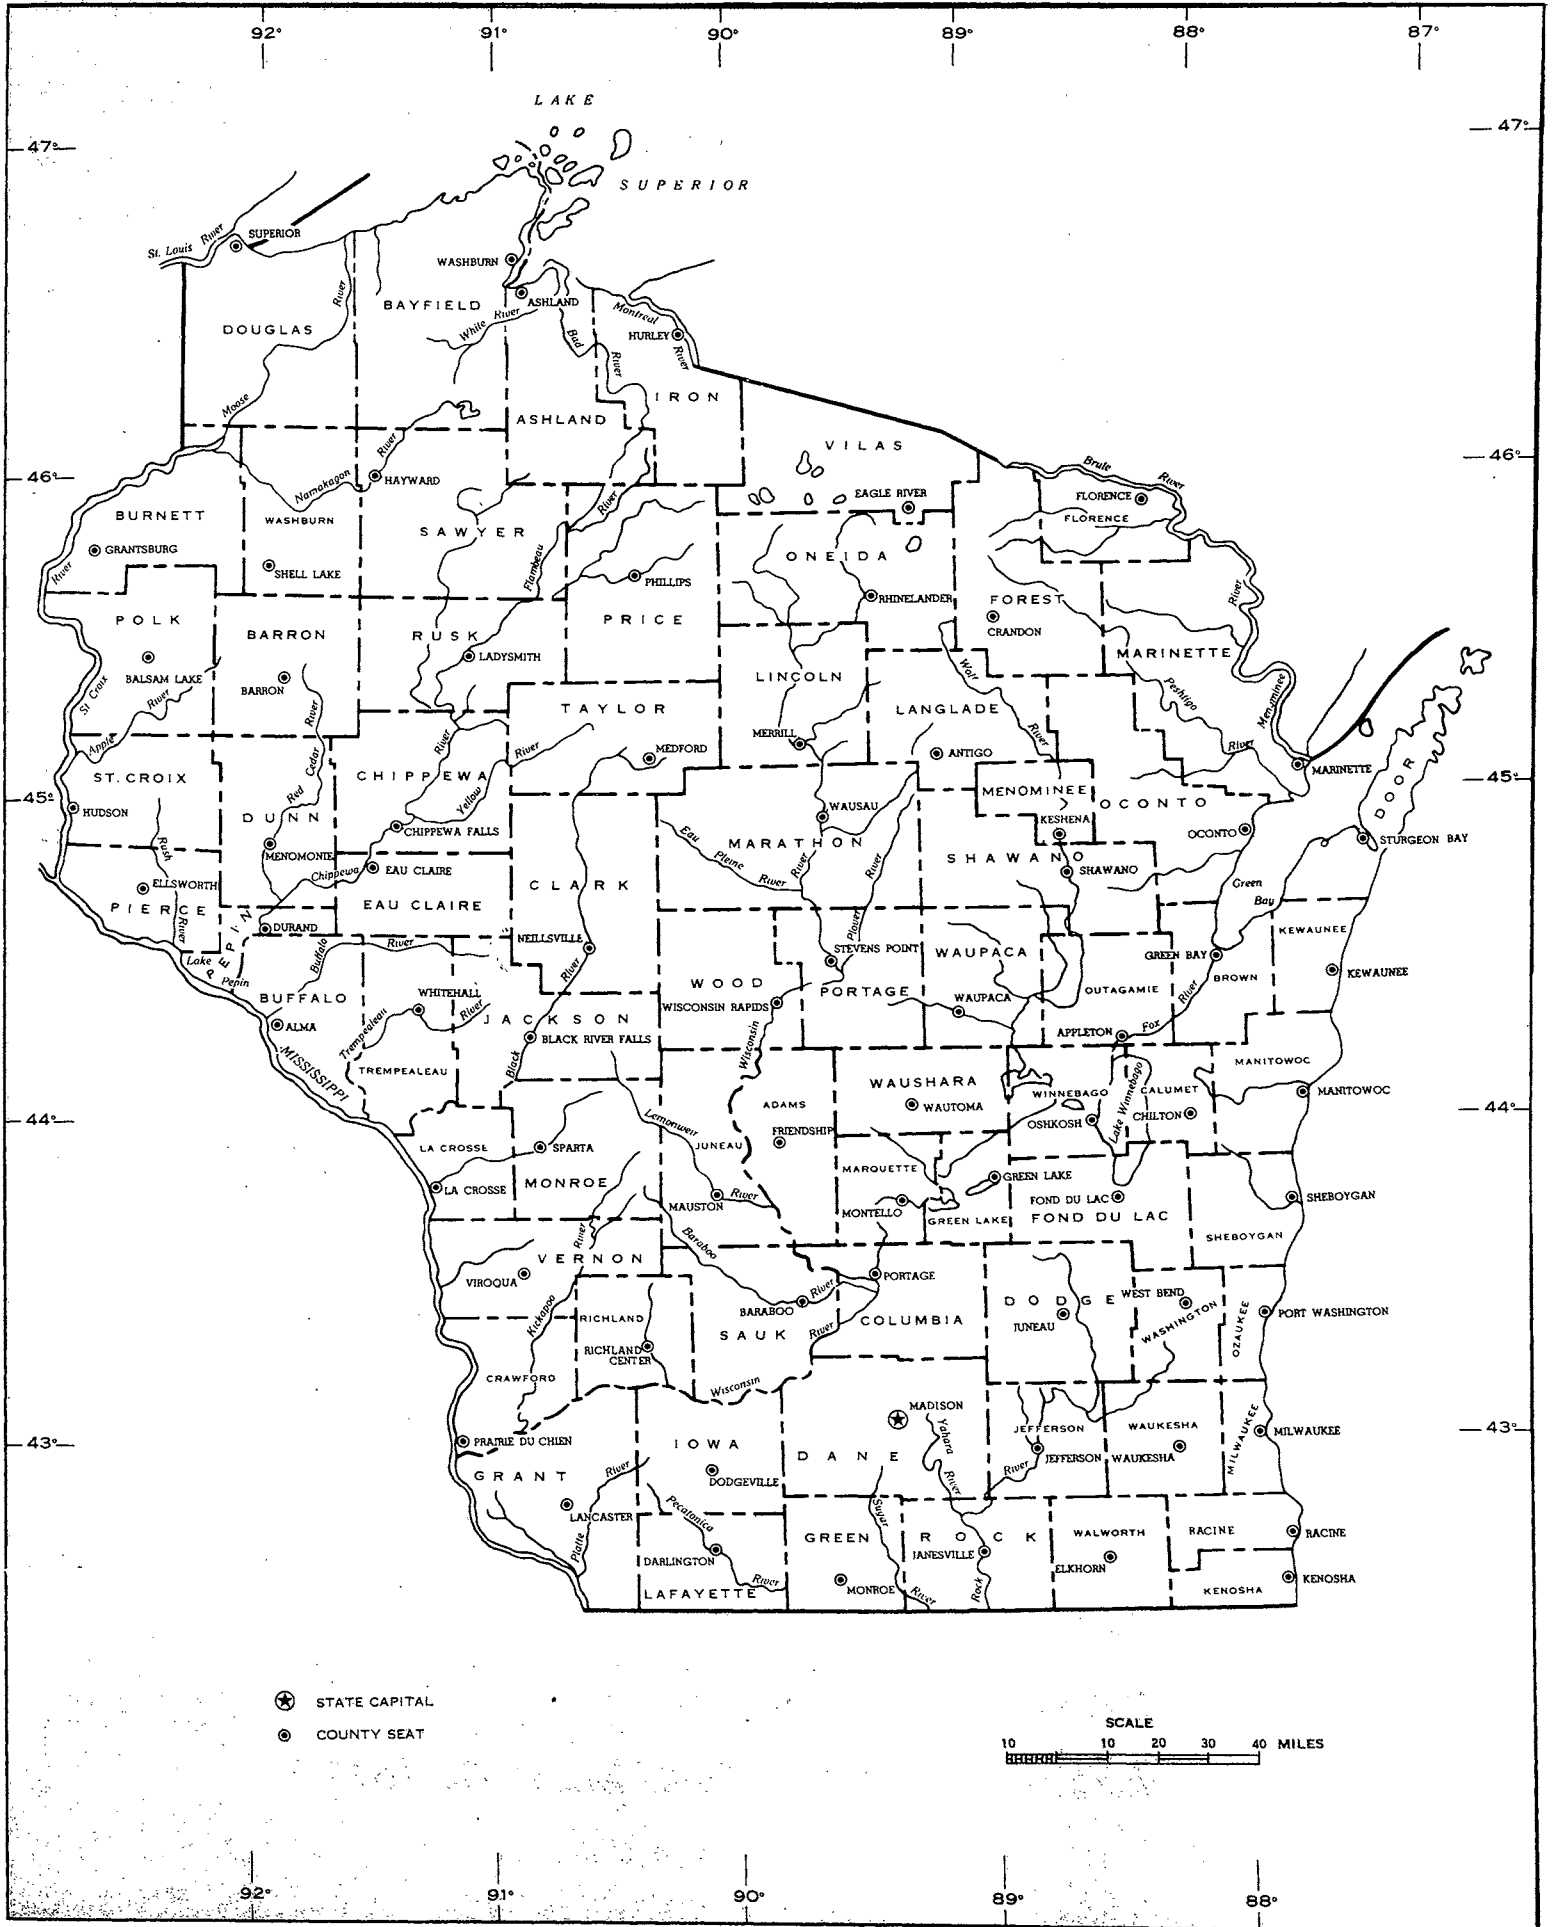 92° 91° 90° 89° 88° 87°
LAKE
47° 47°
SUPERIOR
St. Louis River
SUPERIOR
WASHBURN
ASHLAND
BAYFIELD
River
White River
Montreal
HURLEY
River
DOUGLAS
Bad
River
IRON
Moose
ASHLAND
VILAS
River
46° 46°
Namakagon
HAYWARD
Brule River
EAGLE RIVER
FLORENCE
FLORENCE
BURNETT
WASHBURN
SAWYER
River
GRANTSBURG
ONEIDA
River
SHELL LAKE
Flambeau
PHILLIPS
River
RHINELANDER
FOREST
POLK
BARRON
RUSK
PRICE
CRANDON
LADYSMITH
MARINETTE
BALSAM LAKE
BARRON
LINCOLN
Wolf
Peshtigo
St Croix
River
River
TAYLOR
LANGLADE
Menominee
Apple
River
River
MEDFORD
MERRILL
ANTIGO
River
River
MARINETTE
ST. CROIX
Red Cedar
CHIPPEWA
MENOMINEE
DOOR
45° 45°
HUDSON
DUNN
Yellow
WAUSAU
OCONTO
KESHENA
CHIPPEWA FALLS
Eau Pleine River
MARATHON
OCONTO
STURGEON BAY
Rush
MENOMONIE
SHAWANO
River
River
Chippewa
EAU CLAIRE
SHAWANO
ELLSWORTH
CLARK
Green Bay
PIERCE
EAU CLAIRE
River
DURAND
PEPIN
NEILLSVILLE
Plover
STEVENS POINT
WAUPACA
KEWAUNEE
Lake Pepin
Buffalo River
River
WOOD
GREEN BAY
BROWN
KEWAUNEE
BUFFALO
WHITEHALL
PORTAGE
OUTAGAMIE
WISCONSIN RAPIDS
WAUPACA
River
ALMA
Trempealeau River
JACKSON
BLACK RIVER FALLS
APPLETON
Fox
MISSISSIPPI
Black
Wisconsin
MANITOWOC
TREMPEALEAU
WAUSHARA
WINNEBAGO
Lake Winnebago
CALUMET
MANITOWOC
44° 44°
ADAMS
WAUTOMA
Lemonweir
OSHKOSH
CHILTON
FRIENDSHIP
LA CROSSE
SPARTA
JUNEAU
MARQUETTE
LA CROSSE
MONROE
River
GREEN LAKE
MAUSTON
MONTELLO
FOND DU LAC
SHEBOYGAN
GREEN LAKE
FOND DU LAC
River
Baraboo
SHEBOYGAN
VERNON
VIROQUA
PORTAGE
River
DODGE
WEST BEND
BARABOO
Kickapoo
RICHLAND
COLUMBIA
WASHINGTON
PORT WASHINGTON
SAUK
River
JUNEAU
OZAUKEE
RICHLAND
CENTER
CRAWFORD
Wisconsin
MADISON
JEFFERSON
WAUKESHA
MILWAUKEE
43° 43°
PRAIRIE DU CHIEN
IOWA
DANE
Yahara
MILWAUKEE
GRANT
River
River
River
JEFFERSON
WAUKESHA
DODGEVILLE
LANCASTER
Pecatonica
Sugar
Platte
GREEN
ROCK
WALWORTH
RACINE
RACINE
DARLINGTON
JANESVILLE
ELKHORN
River
MONROE
River
Rock
KENOSHA
LAFAYETTE
KENOSHA
STATE CAPITAL
COUNTY SEAT
SCALE
10 10 20 30 40 MILES
92° 91° 90° 89° 88°